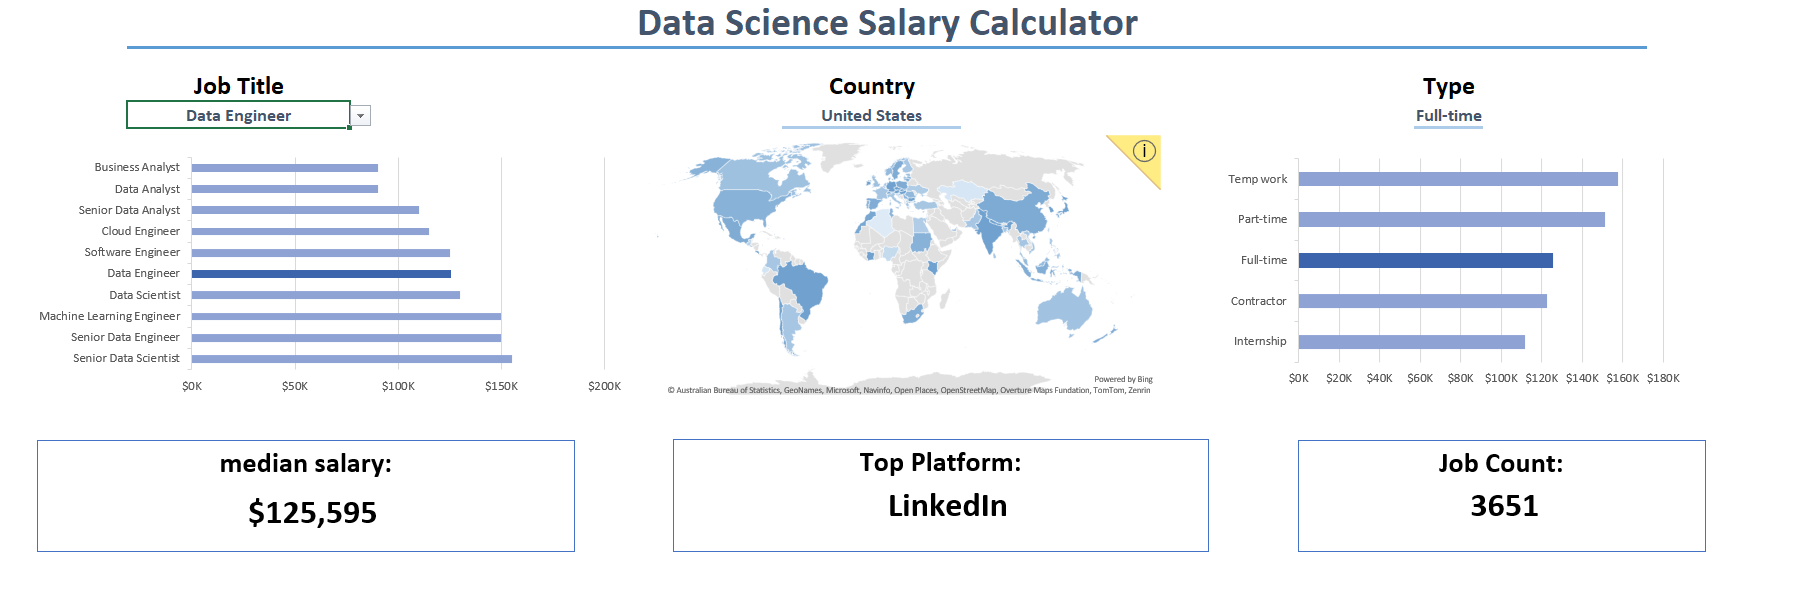 Data Science Salary Calculator
Job Title
Data Engineer
Business Analyst
Data Analyst
Senior Data Analyst
Cloud Engineer
Software Engineer
Data Engineer
Data Scientist
Machine Learning Engineer
Senior Data Engineer
Senior Data Scientist
$0K $50K $100K $150K $200K
Country
United States
i
Powered by Bing
© Australian Bureau of Statistics, GeoNames, Microsoft, Navinfo, Open Places, OpenStreetMap, Overture Maps Fundation, TomTom, Zenrin
Type
Full-time
Temp work
Part-time
Full-time
Contractor
Internship
$0K $20K $40K $60K $80K $100K $120K $140K $160K $180K
median salary:
$125,595
Top Platform:
LinkedIn
Job Count:
3651